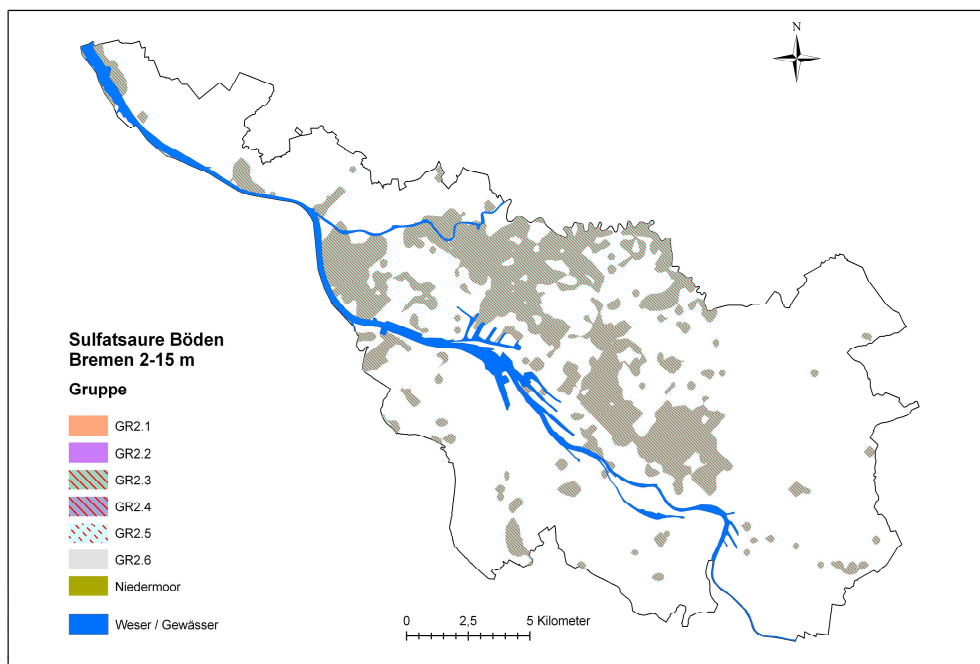 N
Sulfatsaure Böden
Bremen 2-15 m
Gruppe
GR2.1
GR2.2
GR2.3
GR2.4
GR2.5
GR2.6
Niedermoor
Weser / Gewässer
0 2,5 5 Kilometer